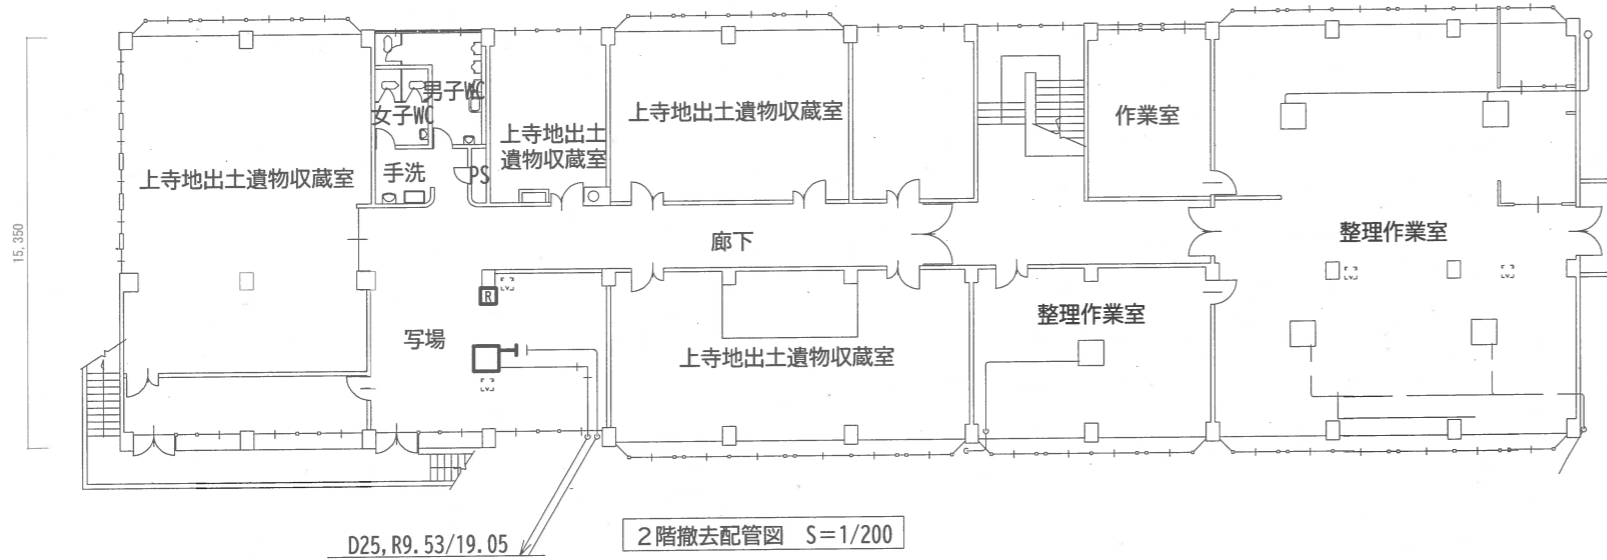 男子WC
女子WC
上寺地出土遺物収蔵室
作業室
上寺地出土
遺物収蔵室
手洗
PS
上寺地出土遺物収蔵室
15,350
廊下
整理作業室
R
整理作業室
写場
上寺地出土遺物収蔵室
D25,R9.53/19.05
2階撤去配管図 S=1/200